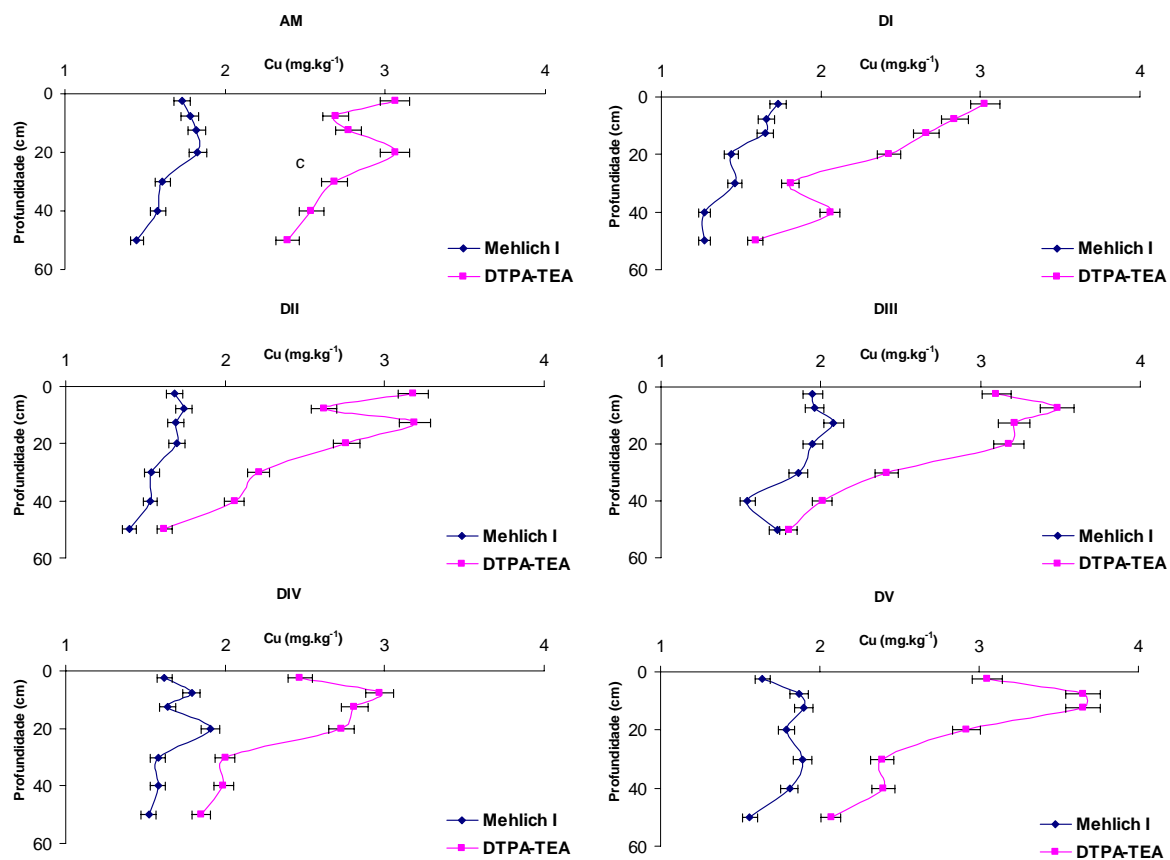 AM
Cu (mg.kg-1)
1 2 3 4
0
20
40
60
Profundidade (cm)
C
Mehlich I
DTPA-TEA
DI
Cu (mg.kg-1)
1 2 3 4
0
20
40
60
Profundidade (cm)
Mehlich I
DTPA-TEA
DII
Cu (mg.kg-1)
1 2 3 4
0
20
40
60
Profundidade (cm)
Mehlich I
DTPA-TEA
DIII
Cu (mg.kg-1)
1 2 3 4
0
20
40
60
Profundidade (cm)
Mehlich I
DTPA-TEA
DIV
Cu (mg.kg-1)
1 2 3 4
0
20
40
60
Profundidade (cm)
Mehlich I
DTPA-TEA
DV
Cu (mg.kg-1)
1 2 3 4
0
20
40
60
Profundidade (cm)
Mehlich I
DTPA-TEA